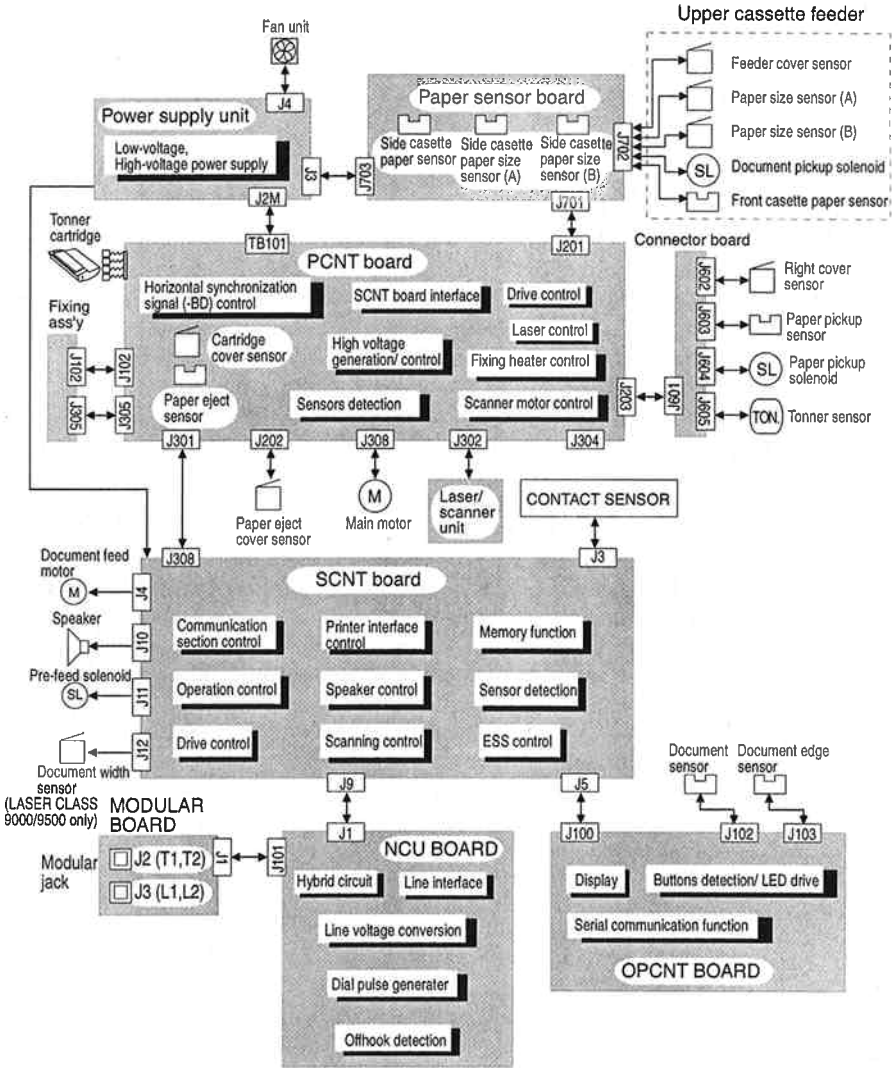 Upper cassette feeder
Fan unit
J4
Power supply unit
Low-voltage,
High-voltage power supply
J3
J2M
Paper sensor board
Side casette
paper sensor
Side casette
paper size
sensor (A)
Side casette
paper size
sensor (B)
J703
J702
J701
Feeder cover sensor
Paper size sensor (A)
Paper size sensor (B)
SL
Document pickup solenoid
Front casette paper sensor
Tonner
cartridge
TB101
J201
PCNT board
Horizontal synchronization
signal (-BD) control
SCNT board interface
Drive control
Laser control
Cartridge
cover sensor
High voltage
generation/ control
Fixing heater control
Paper eject
sensor
Sensors detection
Scanner motor control
Fixing
ass'y
J102
J102
J305
J305
J203
J301
J202
J308
J302
J304
Connector board
J601
J602
Right cover
sensor
J603
Paper pickup
sensor
J604
SL
Paper pickup
solenoid
J605
TON.
Tonner sensor
Paper eject
cover sensor
M
Main motor
Laser/
scanner
unit
CONTACT SENSOR
J308
J3
SCNT board
Document feed
motor
M
J4
Speaker
J10
Pre-feed solenoid
SL
J11
J12
Document width
sensor
(LASER CLASS
9000/9500 only)
Communication
section control
Printer interface
control
Memory function
Operation control
Speaker control
Sensor detection
Drive control
Scanning control
ESS control
J9
J5
MODULAR
BOARD
Modular
jack
J2 (T1,T2)
J3 (L1,L2)
J1
J101
J1
NCU BOARD
Hybrid circuit
Line interface
Line voltage conversion
Dial pulse generater
Offhook detection
Document
sensor
Document edge
sensor
J100
J102
J103
Display
Buttons detection/ LED drive
Serial communication function
OPCNT BOARD